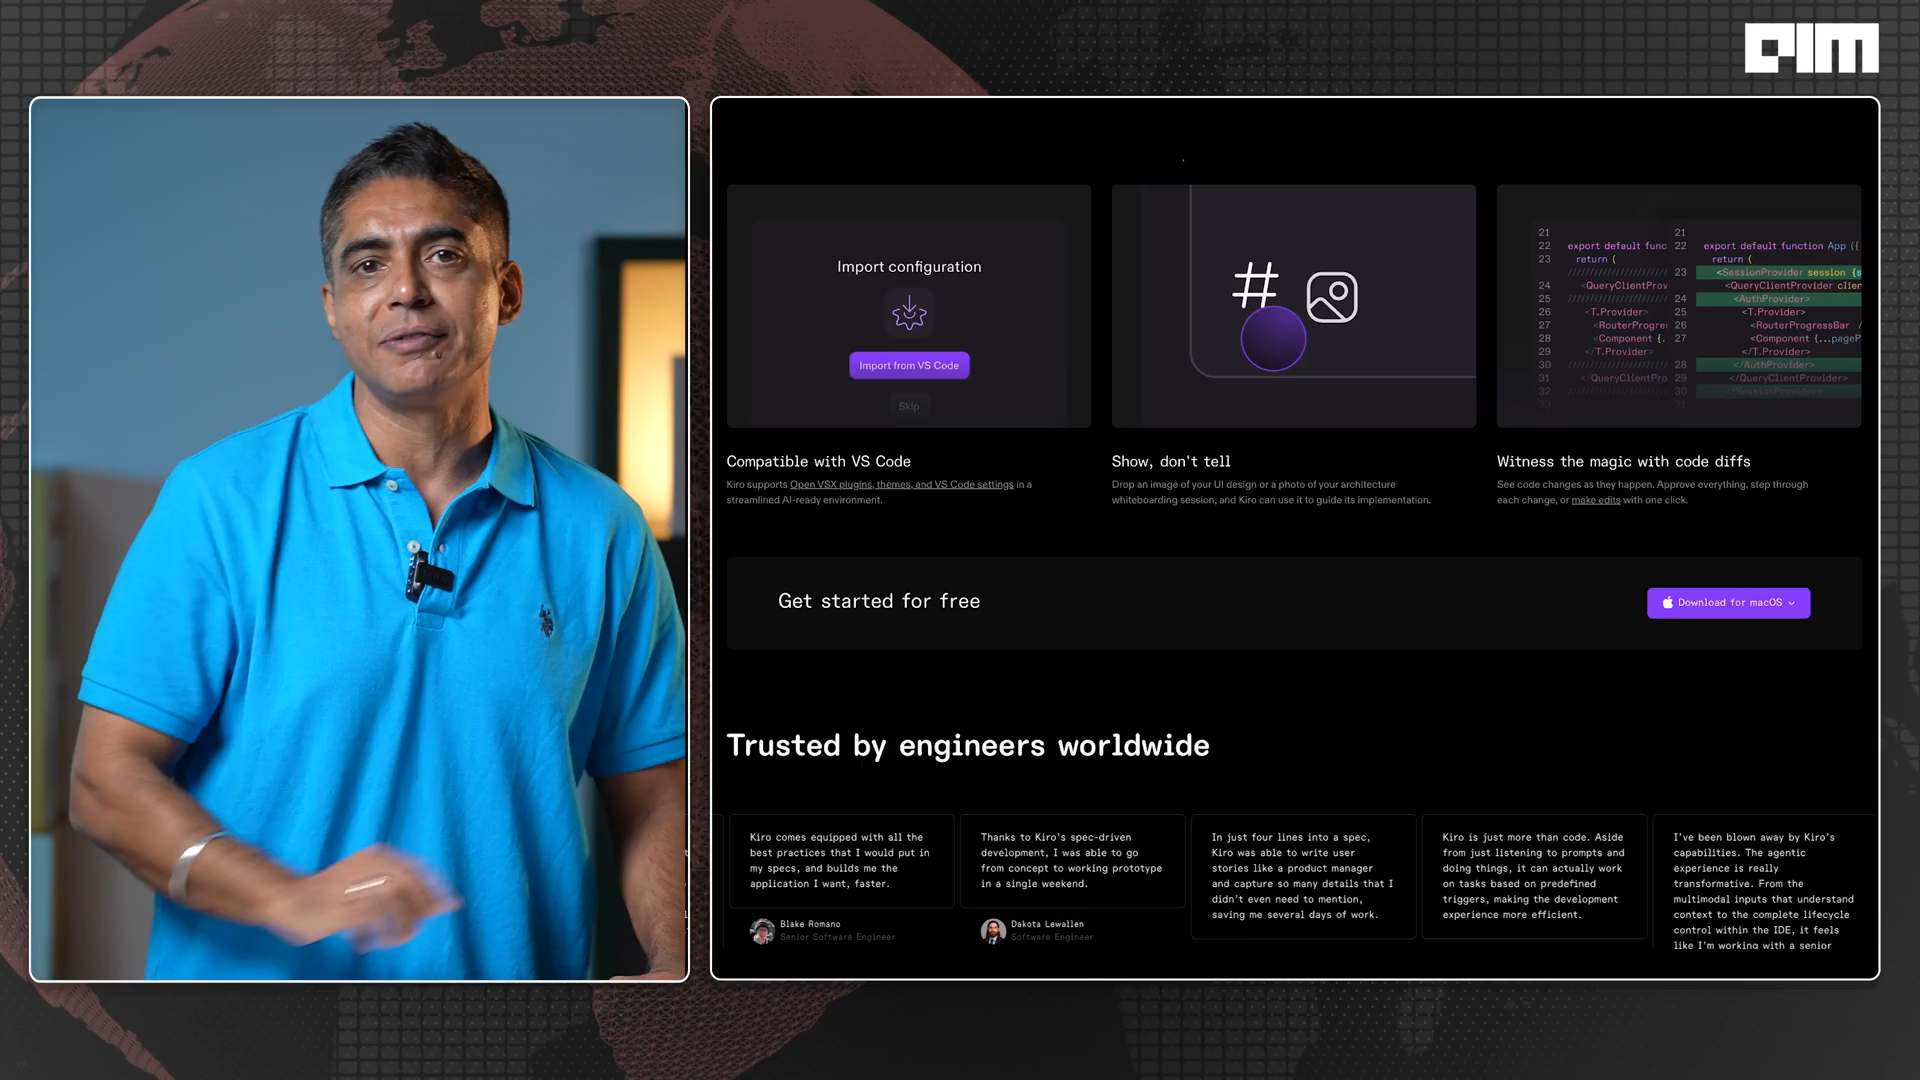 aim
Import configuration
Import from VS Code
Skip
#
21
22 export default func
23 return (
24 <QueryClientProv
25
26 <T.Provider>
27 <RouterProgre
28 <Component {.
29 </T.Provider>
30
31 </QueryClientPro
32
33
21
22 export default function App ({
return (
23 <SessionProvider session {s
<QueryClientProvider clien
24 <AuthProvider>
25 <T.Provider>
26 <RouterProgressBar /
27 <Component {...pageP
</T.Provider>
28 </AuthProvider>
29 </QueryClientProvider>
30 </SessionProvider>
31
Compatible with VS Code
Kiro supports Open VSX plugins, themes, and VS Code settings in a
streamlined AI-ready environment.
Show, don't tell
Drop an image of your UI design or a photo of your architecture
whiteboarding session, and Kiro can use it to guide its implementation.
Witness the magic with code diffs
See code changes as they happen. Approve everything, step through
each change, or make edits with one click.
Get started for free
Download for macOS
Trusted by engineers worldwide
Kiro comes equipped with all the
best practices that I would put in
my specs, and builds me the
application I want, faster.
Blake Romano
Senior Software Engineer
Thanks to Kiro's spec-driven
development, I was able to go
from concept to working prototype
in a single weekend.
Dakota Lewallen
Software Engineer
In just four lines into a spec,
Kiro was able to write user
stories like a product manager
and capture so many details that I
didn't even need to mention,
saving me several days of work.
Kiro is just more than code. Aside
from just listening to prompts and
doing things, it can actually work
on tasks based on predefined
triggers, making the development
experience more efficient.
I've been blown away by Kiro's
capabilities. The agentic
experience is really
transformative. From the
multimodal inputs that understand
context to the complete lifecycle
control within the IDE, it feels
like I'm working with a senior